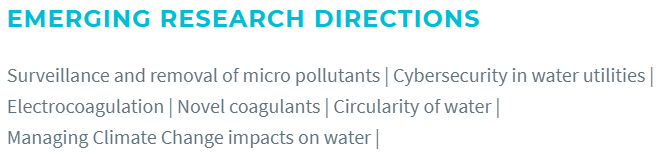 EMERGING RESEARCH DIRECTIONS
Surveillance and removal of micro pollutants | Cybersecurity in water utilities |
Electrocoagulation | Novel coagulants | Circularity of water |
Managing Climate Change impacts on water |